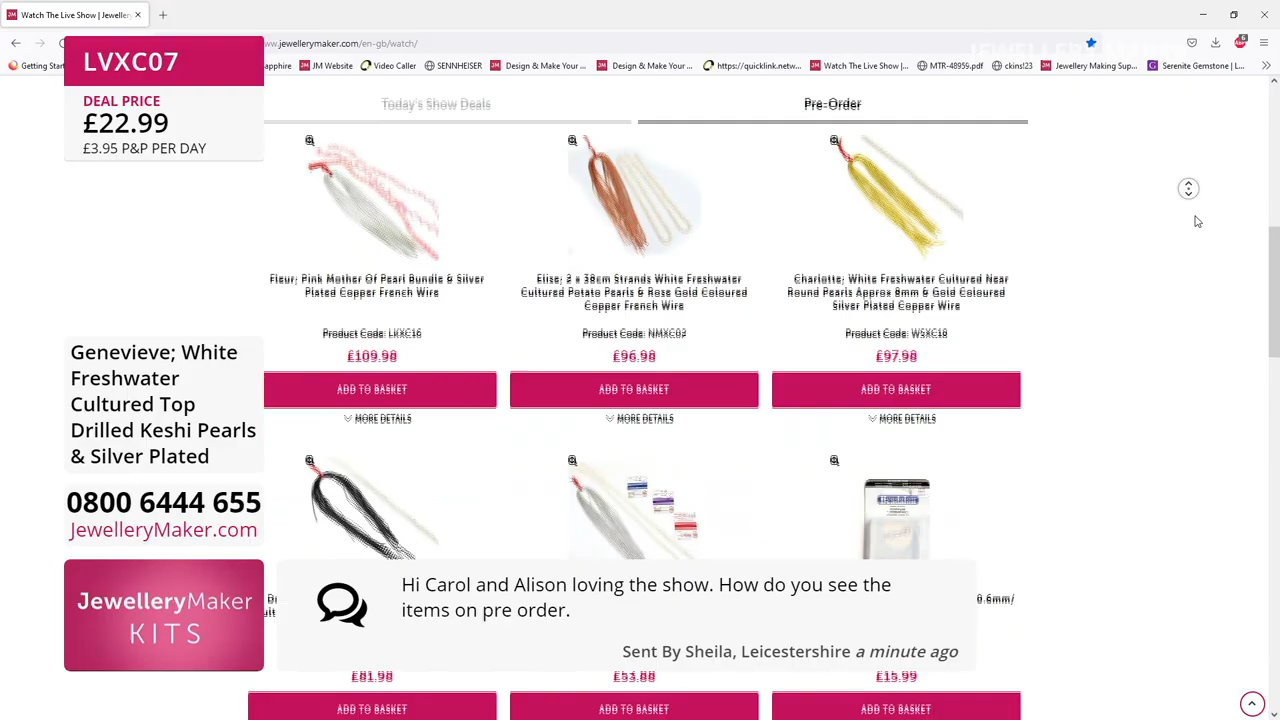 Watch The Live Show | Jeweller
www.jewellerymaker.com/en-gb/watch/
Getting Star
sapphire
JM Website
Video Caller
SENNHEISER
Design & Make Your ...
Design & Make Your ...
https://quicklink.netw...
Watch The Live Show |...
MTR-48959.pdf
ckins!23
Jewellery Making Sup...
Serenite Gemstone | L...
LVXC07
DEAL PRICE
£22.99
£3.95 P&P PER DAY
Today's Show Deals
Pre-Order
Fleur; Pink Mother Of Pearl Bundle & Silver
Plated Copper French Wire
Product Code: LKXC16
£109.98
ADD TO BASKET
MORE DETAILS
Elise; 2 x 38cm Strands White Freshwater
Cultured Potato Pearls & Rose Gold Coloured
Copper French Wire
Product Code: NMXC02
£96.98
ADD TO BASKET
MORE DETAILS
Charlotte; White Freshwater Cultured Near
Round Pearls Approx 8mm & Gold Coloured
Silver Plated Copper Wire
Product Code: WSXC18
£97.98
ADD TO BASKET
MORE DETAILS
Genevieve; White
Freshwater
Cultured Top
Drilled Keshi Pearls
& Silver Plated
0800 6444 655
JewelleryMaker.com
JewelleryMaker
KITS
Hi Carol and Alison loving the show. How do you see the
items on pre order.
Sent By Sheila, Leicestershire a minute ago
0.6mm/
£81.98
£53.88
£15.99
ADD TO BASKET
ADD TO BASKET
ADD TO BASKET